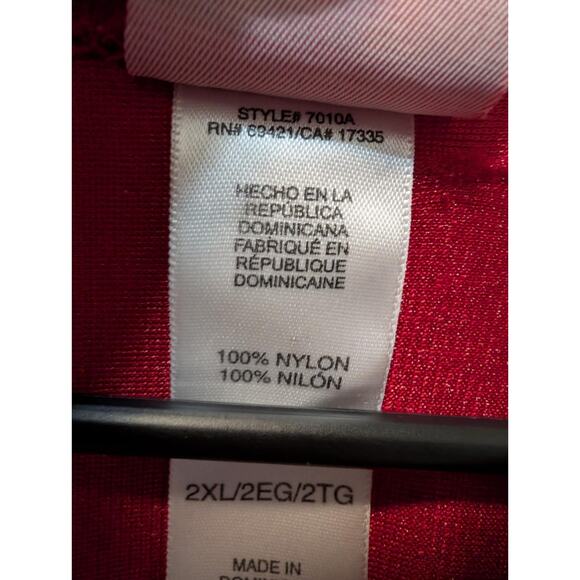 STYLE# 7010A
RN# 69421/CA# 17335
HECHO EN LA
REPÚBLICA
DOMINICANA
FABRIQUÉ EN
RÉPUBLIQUE
DOMINICAINE
100% NYLON
100% NILÓN
2XL/2EG/2TG
MADE IN